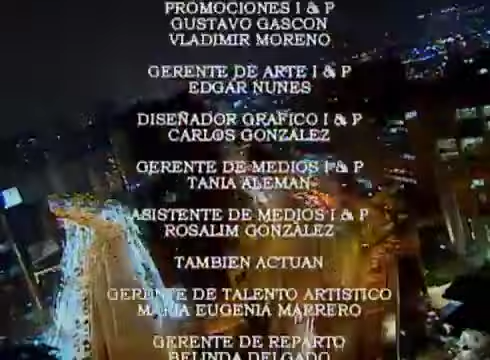 PROMOCIONES I & P
GUSTAVO GASCON
VLADIMIR MORENO
GERENTE DE ARTE I & P
EDGAR NUNES
DISEÑADOR GRAFICO I & P
CARLOS GONZALEZ
GERENTE DE MEDIOS I & P
TANIA ALEMAN
ASISTENTE DE MEDIOS I & P
ROSALIM GONZALEZ
TAMBIEN ACTUAN
GERENTE DE TALENTO ARTISTICO
MARIA EUGENIA MARRERO
GERENTE DE REPARTO
BELINDA DELGADO